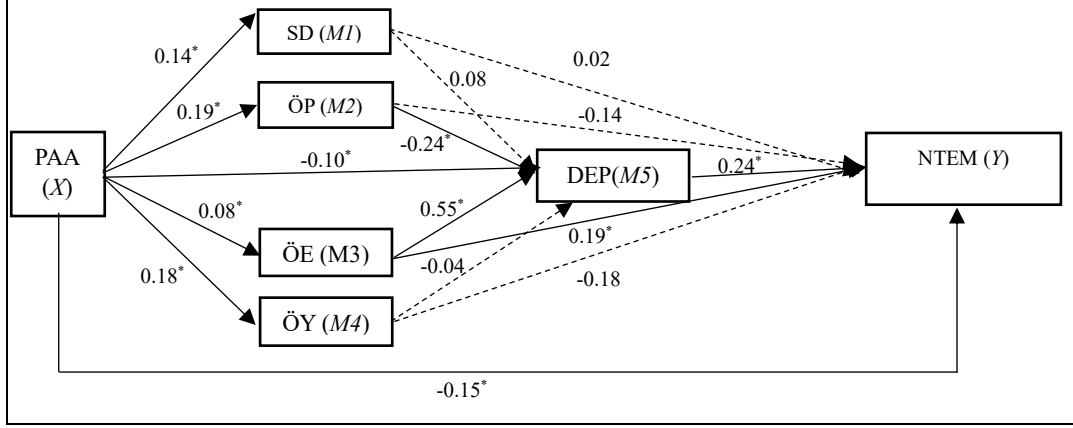 SD (M1)
0.02
0.14*
0.08
ÖP (M2)
0.19*
-0.14
-0.24*
PAA
(X)
-0.10*
DEP(M5)
0.24*
NTEM (Y)
0.08*
0.55*
ÖE (M3)
0.19*
-0.04
0.18*
-0.18
ÖY (M4)
-0.15*